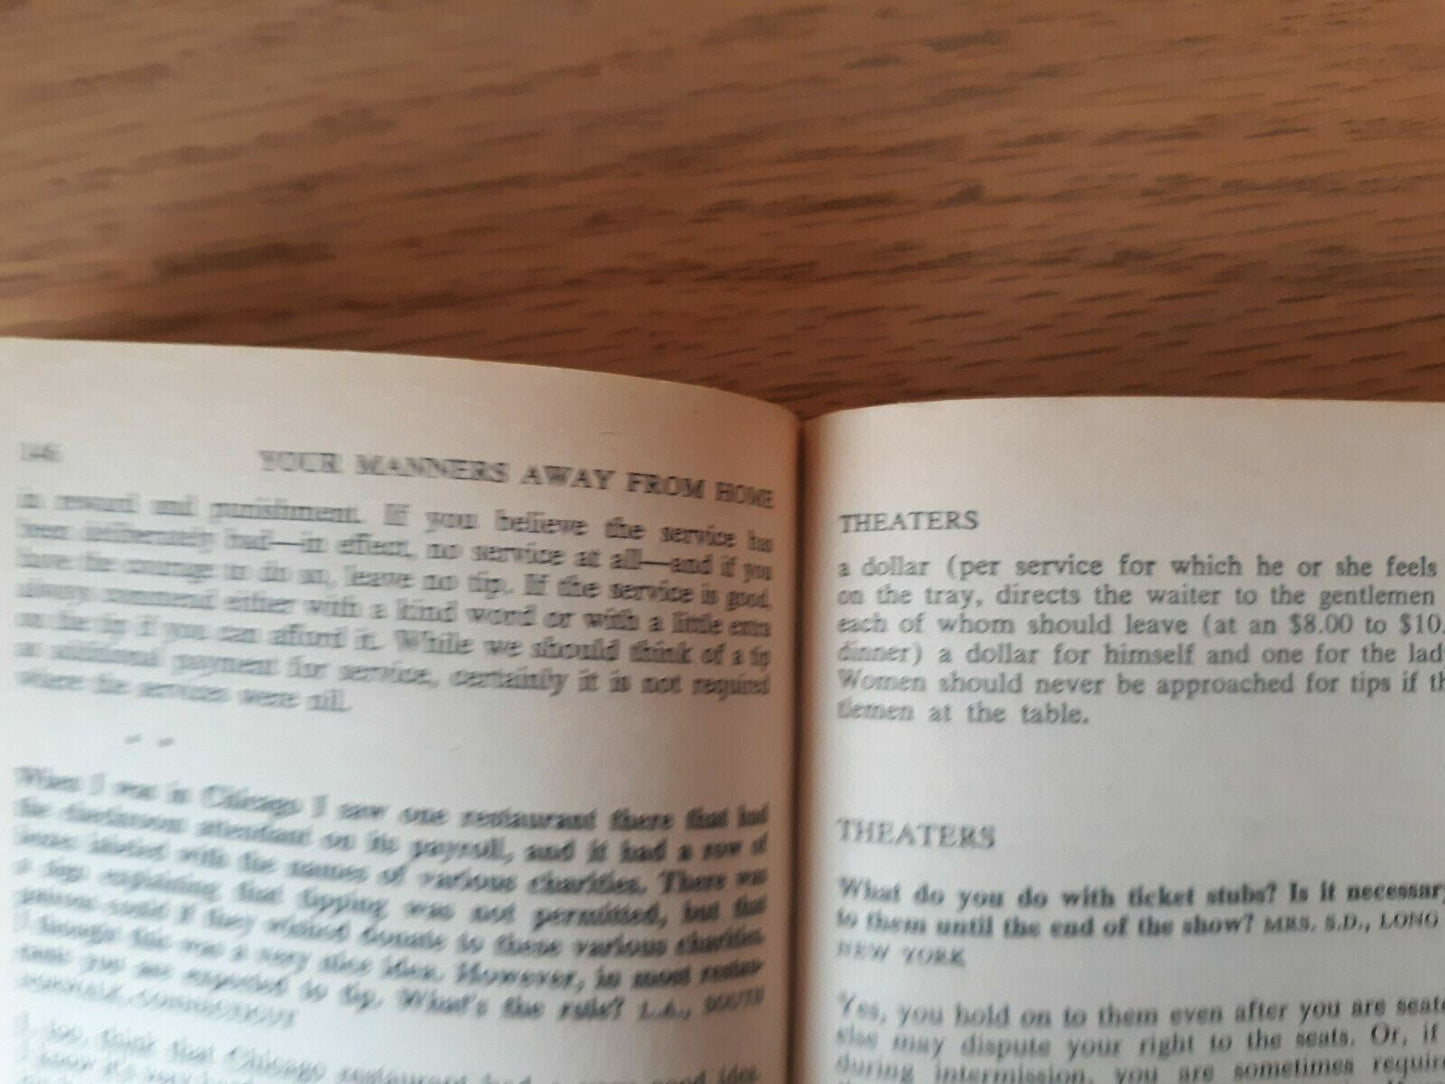 146 YOUR MANNERS AWAY FROM HOME
in reward and punishment. If you believe the service has
been deliberately bad—in effect, no service at all—and if you
have the courage to do so, leave no tip. If the service is good,
always commend either with a kind word or with a little extra
on the tip if you can afford it. While we should think of a tip
as additional payment for service, certainly it is not required
where the services were nil.
When I was in Chicago I saw one restaurant there that had
the washroom attendant on its payroll, and it had a row of
boxes labeled with the names of various charities. There was
a sign explaining that tipping was not permitted, but that
patrons could if they wished donate to these various charities.
I thought this was a very nice idea. However, in most restau-
rants you are expected to tip. What's the rule? L.A., SOUTH
NORWALK, CONNECTICUT
I, too, think that Chicago restaurant had a good idea.
know it's very
THEATERS
a dollar (per service for which he or she feels
on the tray, directs the waiter to the gentlemen
each of whom should leave (at an $8.00 to $10.
dinner) a dollar for himself and one for the lad
Women should never be approached for tips if th
tlemen at the table.
THEATERS
What do you do with ticket stubs? Is it necessary
to them until the end of the show? MRS. S.D., LONG
NEW YORK
Yes, you hold on to them even after you are seate
else may dispute your right to the seats. Or, if
during intermission, you are sometimes requir